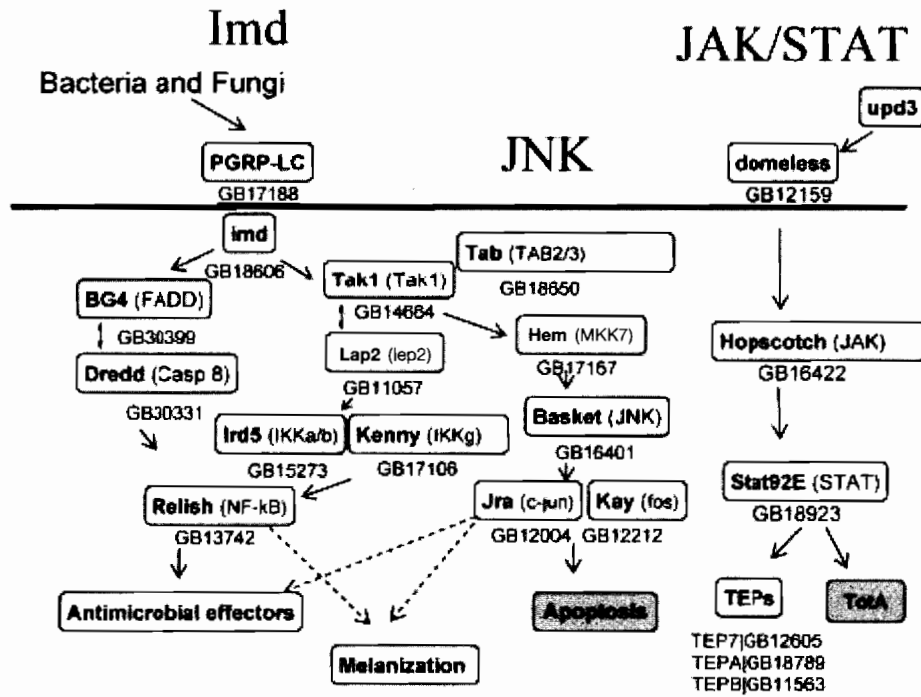 Imd
JAK/STAT
Bacteria and Fungi
upd3
JNK
PGRP-LC
domeless
GB17188
GB12159
imd
Tab (TAB2/3)
GB18606
Tak1 (Tak1)
GB18650
BG4 (FADD)
GB14664
GB30399
Lap2 (iep2)
Hem (MKK7)
Hopscotch (JAK)
Dredd (Casp 8)
GB11057
GB17167
GB16422
GB30331
Ird5 (IKKa/b)
Kenny (IKKg)
Basket (JNK)
GB15273
GB17106
GB16401
Stat92E (STAT)
Relish (NF-kB)
Jra (c-jun)
Kay (fos)
GB18923
GB13742
GB12004
GB12212
Antimicrobial effectors
Apoptosis
TEPs
TotA
Melanization
TEP7|GB12605
TEPA|GB18789
TEPB|GB11563